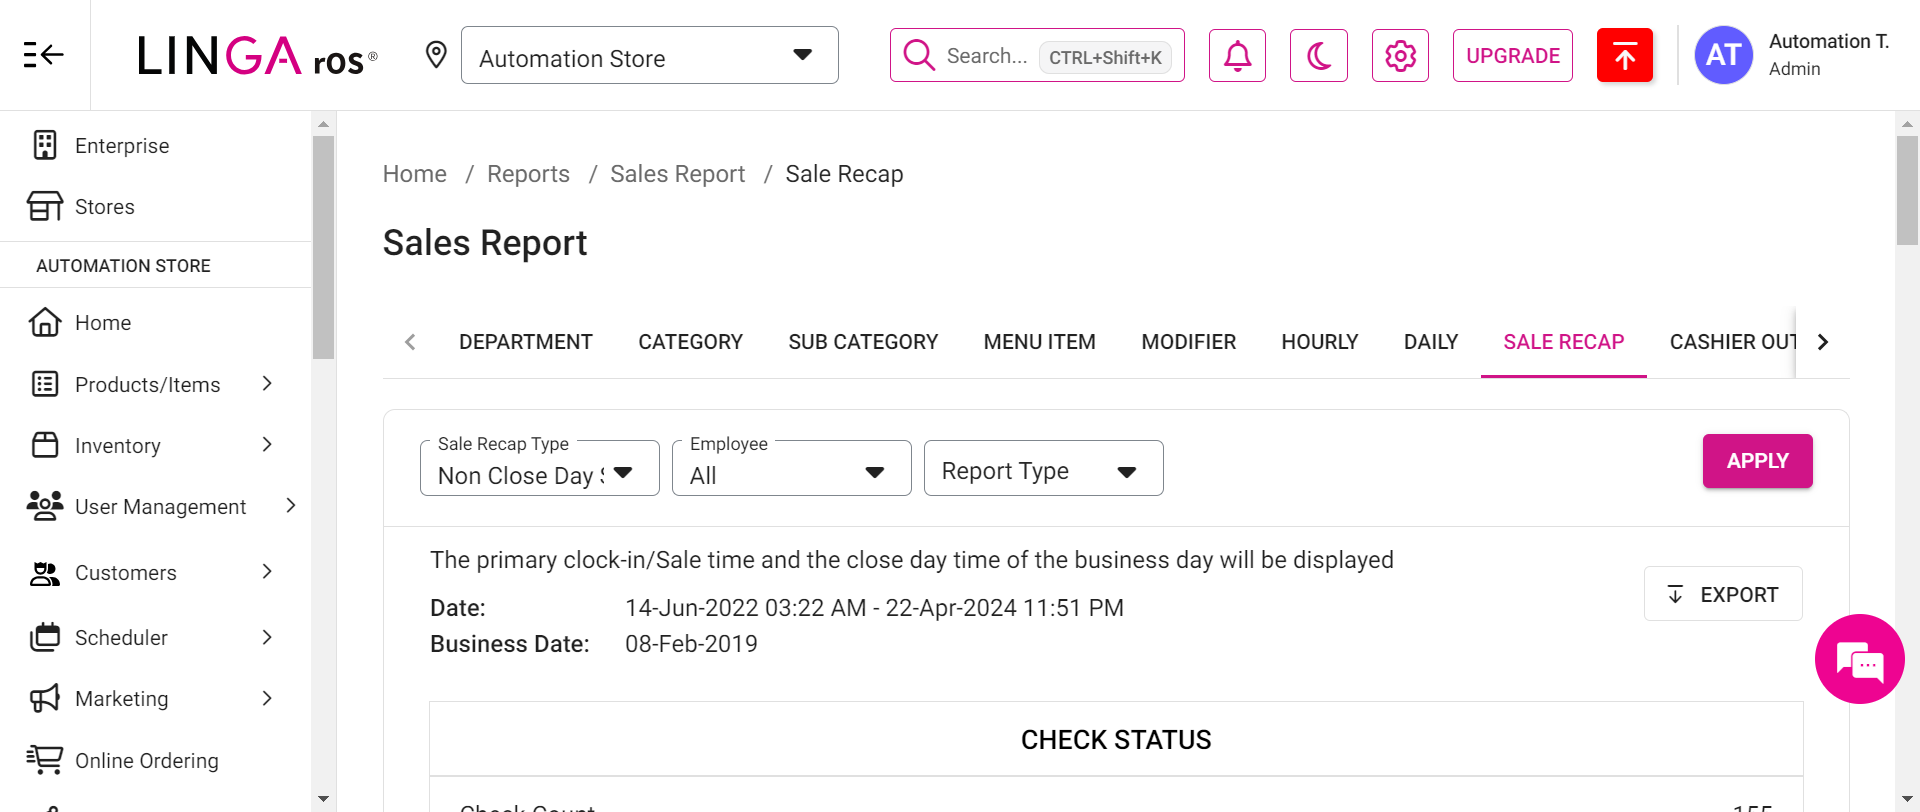 LINGA ros®
Automation Store
Search... CTRL+Shift+K
UPGRADE
AT
Automation T.
Admin
Enterprise
Stores
AUTOMATION STORE
Home
Products/Items
Inventory
User Management
Customers
Scheduler
Marketing
Online Ordering
Home / Reports / Sales Report / Sale Recap
Sales Report
DEPARTMENT CATEGORY SUB CATEGORY MENU ITEM MODIFIER HOURLY DAILY SALE RECAP CASHIER OUT
Sale Recap Type
Non Close Day
Employee
All
Report Type
APPLY
The primary clock-in/Sale time and the close day time of the business day will be displayed
Date: 14-Jun-2022 03:22 AM - 22-Apr-2024 11:51 PM
Business Date: 08-Feb-2019
EXPORT
CHECK STATUS
Check Count 155